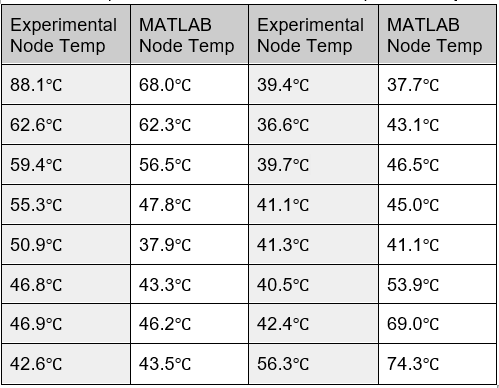 Experimental Node Temp MATLAB Node Temp Experimental Node Temp MATLAB Node Temp
88.1℃ 68.0℃ 39.4℃ 37.7℃
62.6℃ 62.3℃ 36.6℃ 43.1℃
59.4℃ 56.5℃ 39.7℃ 46.5℃
55.3℃ 47.8℃ 41.1℃ 45.0℃
50.9℃ 37.9℃ 41.3℃ 41.1℃
46.8℃ 43.3℃ 40.5℃ 53.9℃
46.9℃ 46.2℃ 42.4℃ 69.0℃
42.6℃ 43.5℃ 56.3℃ 74.3℃